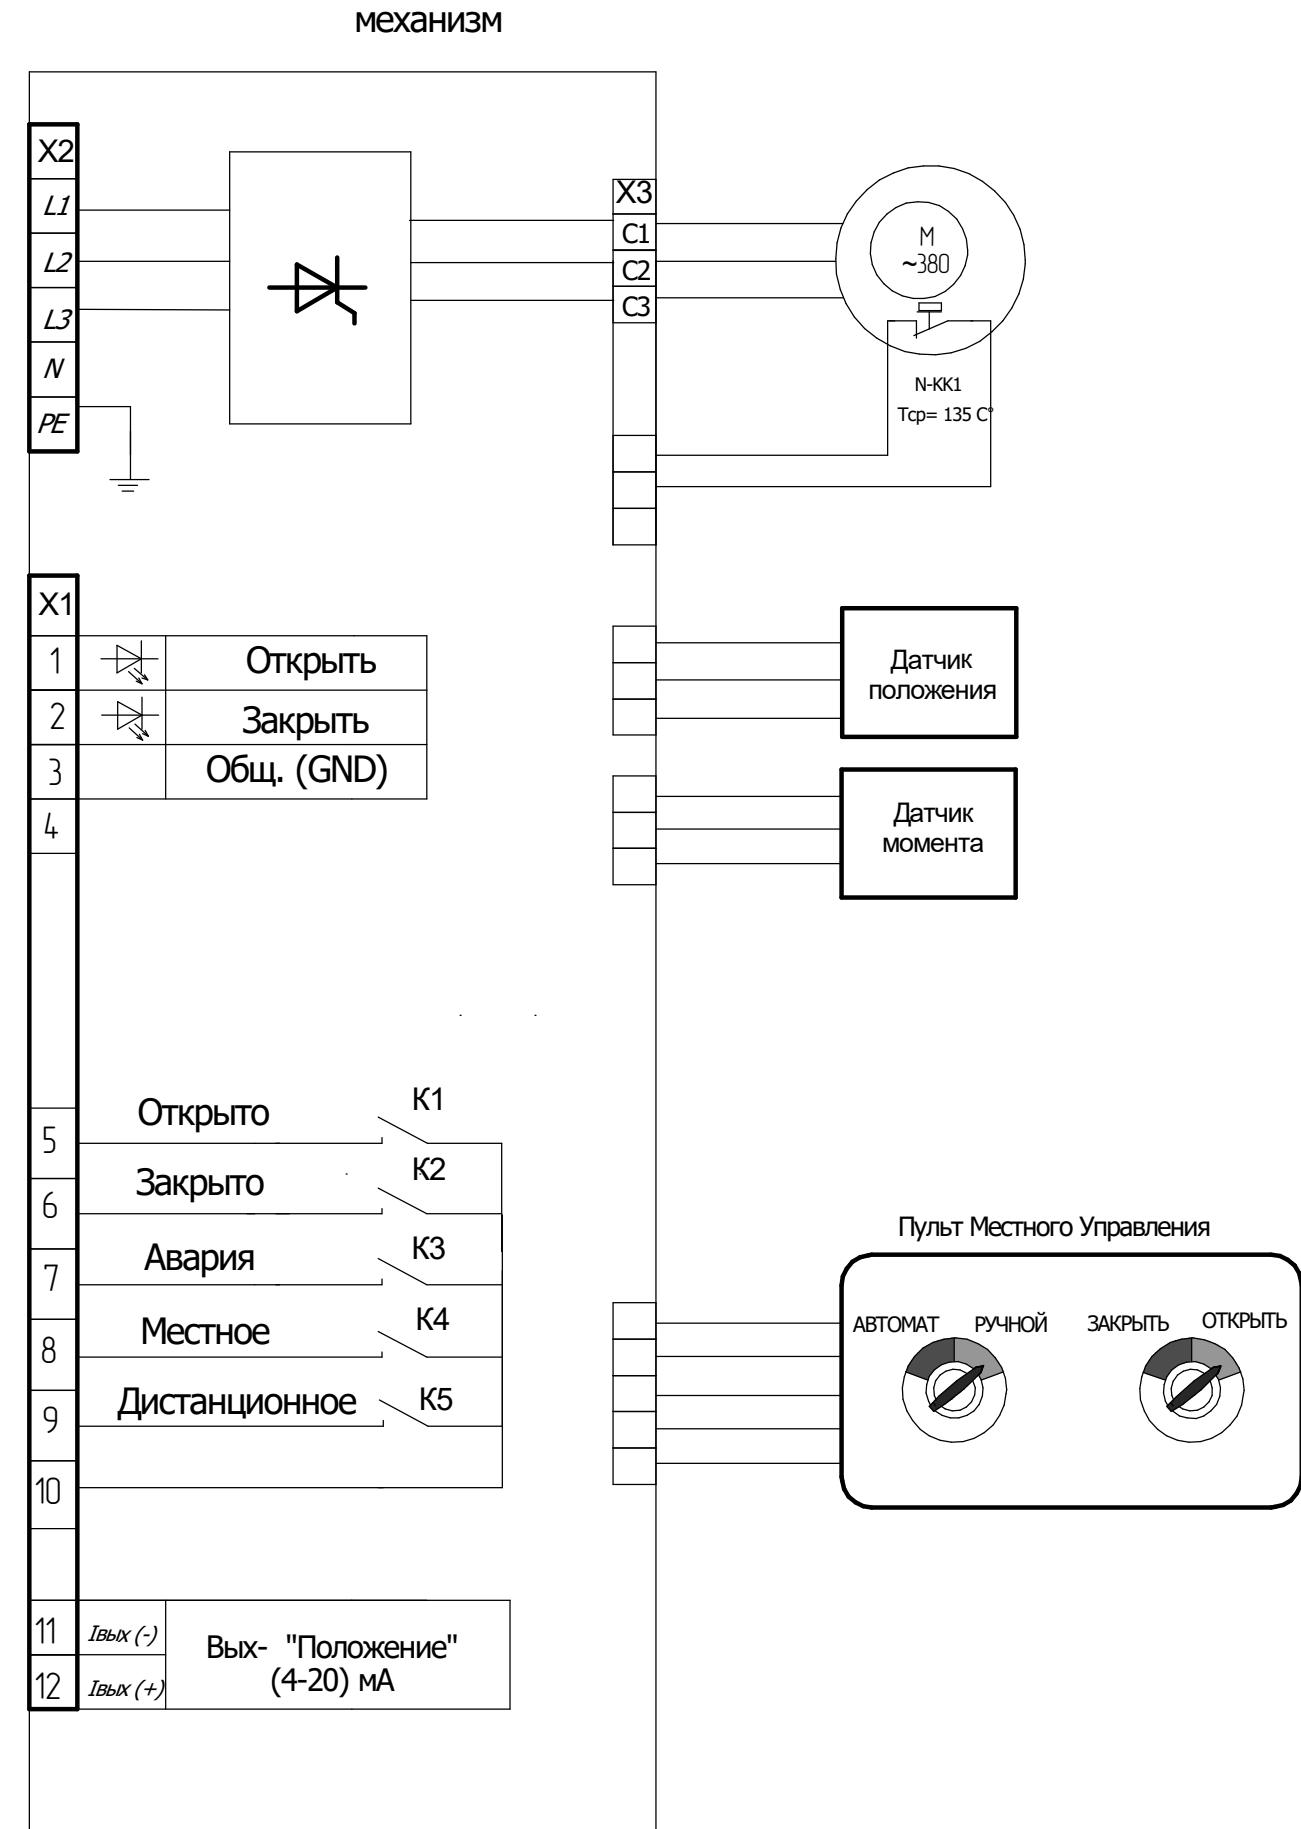 механизм
X2
L1
L2
L3
N
PE
X3
C1
C2
C3
M
~380
N-KK1
Тср= 135 C°
X1
1 Открыть
2 Закрыть
3 Общ. (GND)
4
Датчик
положения
Датчик
момента
5 Открыто К1
6 Закрыто К2
7 Авария К3
8 Местное К4
9 Дистанционное К5
10
Пульт Местного Управления
АВТОМАТ РУЧНОЙ ЗАКРЫТЬ ОТКРЫТЬ
11 Iвых (-)
12 Iвых (+)
Вых- "Положение"
(4-20) мА